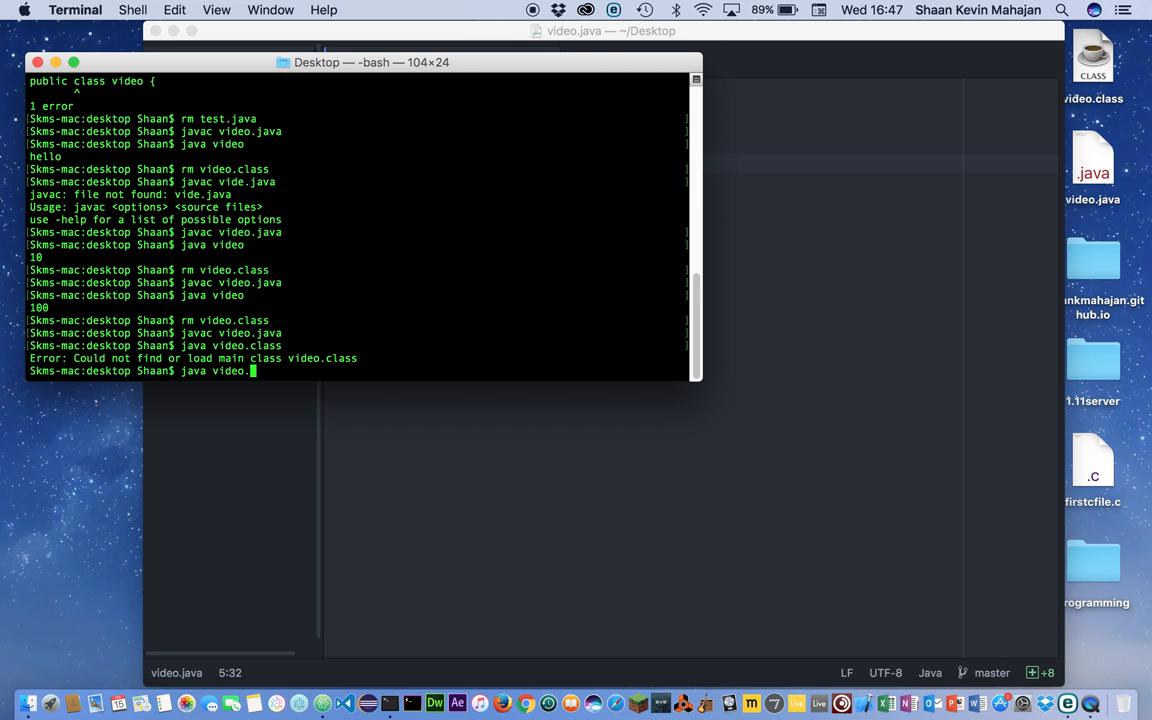 Terminal Shell Edit View Window Help 89% Wed 16:47 Shaan Kevin Mahajan
video.java — ~/Desktop
Desktop — -bash — 104×24
public class video {
^
1 error
[Skms-mac:desktop Shaan$ rm test.java ]
[Skms-mac:desktop Shaan$ javac video.java ]
[Skms-mac:desktop Shaan$ java video ]
hello
[Skms-mac:desktop Shaan$ rm video.class ]
[Skms-mac:desktop Shaan$ javac vide.java ]
javac: file not found: vide.java
Usage: javac <options> <source files>
use -help for a list of possible options
[Skms-mac:desktop Shaan$ javac video.java ]
[Skms-mac:desktop Shaan$ java video ]
10
[Skms-mac:desktop Shaan$ rm video.class ]
[Skms-mac:desktop Shaan$ javac video.java ]
[Skms-mac:desktop Shaan$ java video ]
100
[Skms-mac:desktop Shaan$ rm video.class ]
[Skms-mac:desktop Shaan$ javac video.java ]
[Skms-mac:desktop Shaan$ java video.class ]
Error: Could not find or load main class video.class
Skms-mac:desktop Shaan$ java video.
CLASS
video.class
.java
video.java
ankmahajan.git
hub.io
1.11server
.C
firstcfile.c
rogramming
video.java 5:32 LF UTF-8 Java master +8
15 Dw Ae m Live Live